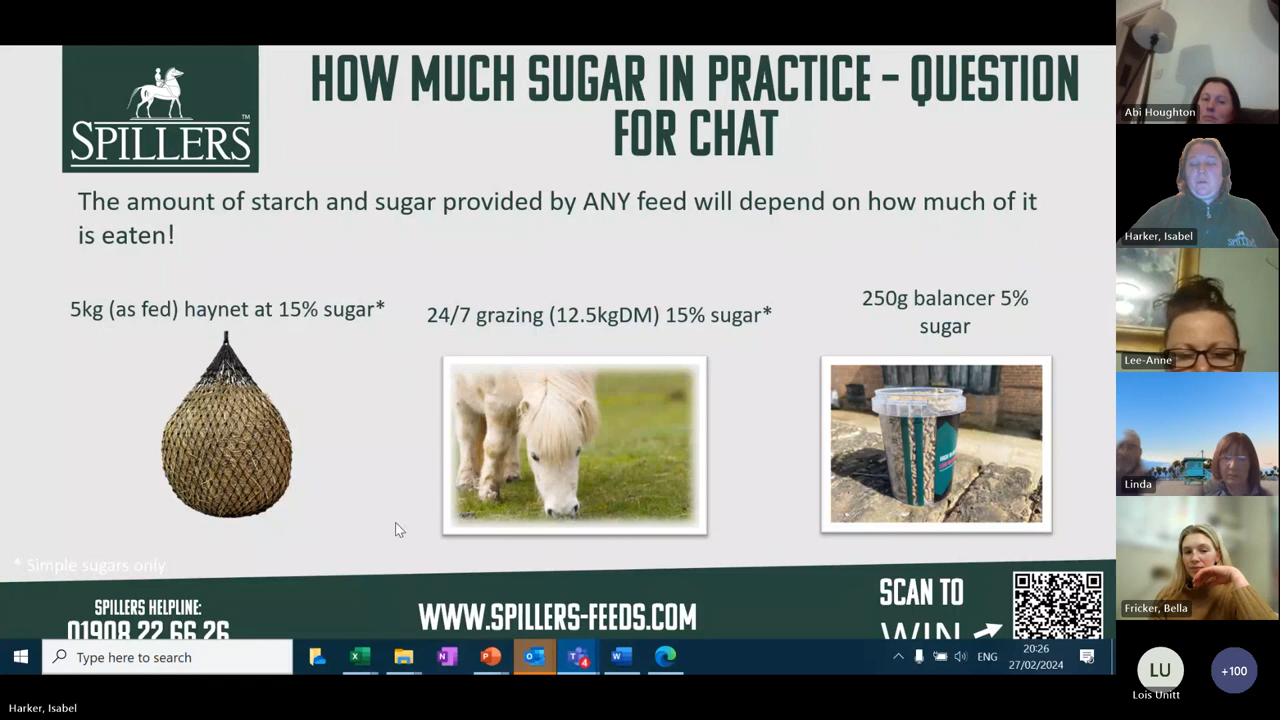 SPILLERS
TM
HOW MUCH SUGAR IN PRACTICE - QUESTION
FOR CHAT
The amount of starch and sugar provided by ANY feed will depend on how much of it
is eaten!
5kg (as fed) haynet at 15% sugar*
24/7 grazing (12.5kgDM) 15% sugar*
250g balancer 5%
sugar
* Simple sugars only
SPILLERS HELPLINE:
01908 22 66 26
WWW.SPILLERS-FEEDS.COM
SCAN TO
WIN
Type here to search
4
ENG
20:26
27/02/2024
Abi Houghton
Harker, Isabel
Lee-Anne
Linda
Fricker, Bella
LU
Lois Unitt
+100
Harker, Isabel